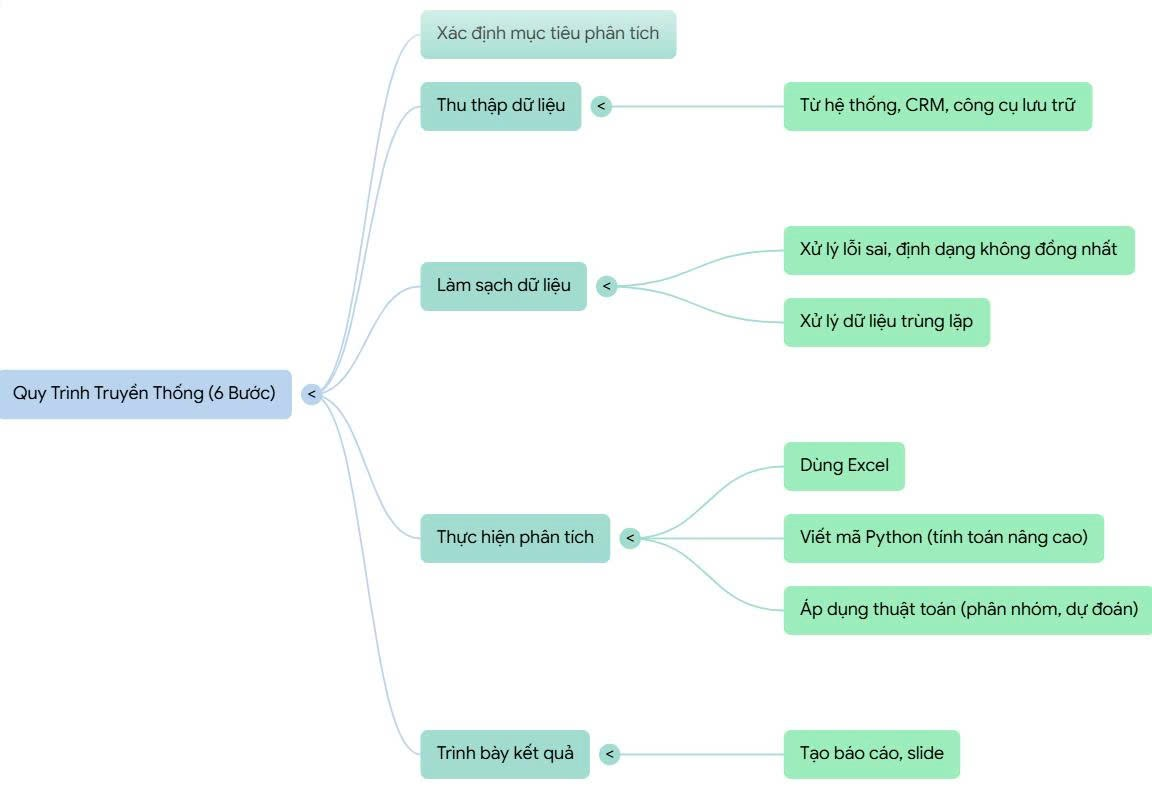 Xác định mục tiêu phân tích
Thu thập dữ liệu
<
Từ hệ thống, CRM, công cụ lưu trữ
Xử lý lỗi sai, định dạng không đồng nhất
Làm sạch dữ liệu
<
Xử lý dữ liệu trùng lặp
Quy Trình Truyền Thống (6 Bước)
<
Dùng Excel
Thực hiện phân tích
<
Viết mã Python (tính toán nâng cao)
Áp dụng thuật toán (phân nhóm, dự đoán)
Trình bày kết quả
<
Tạo báo cáo, slide